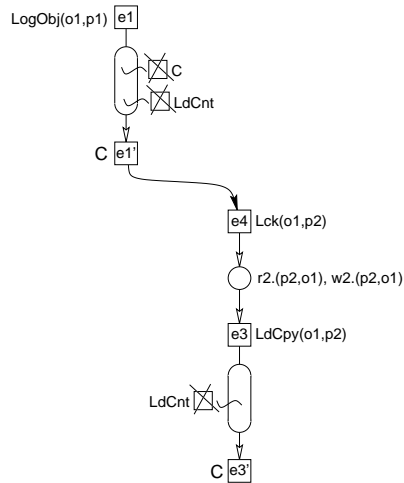 LogObj(o1,p1) e1
C
LdCnt
C e1'
e4 Lck(o1,p2)
r2.(p2,o1), w2.(p2,o1)
e3 LdCpy(o1,p2)
LdCnt
C e3'